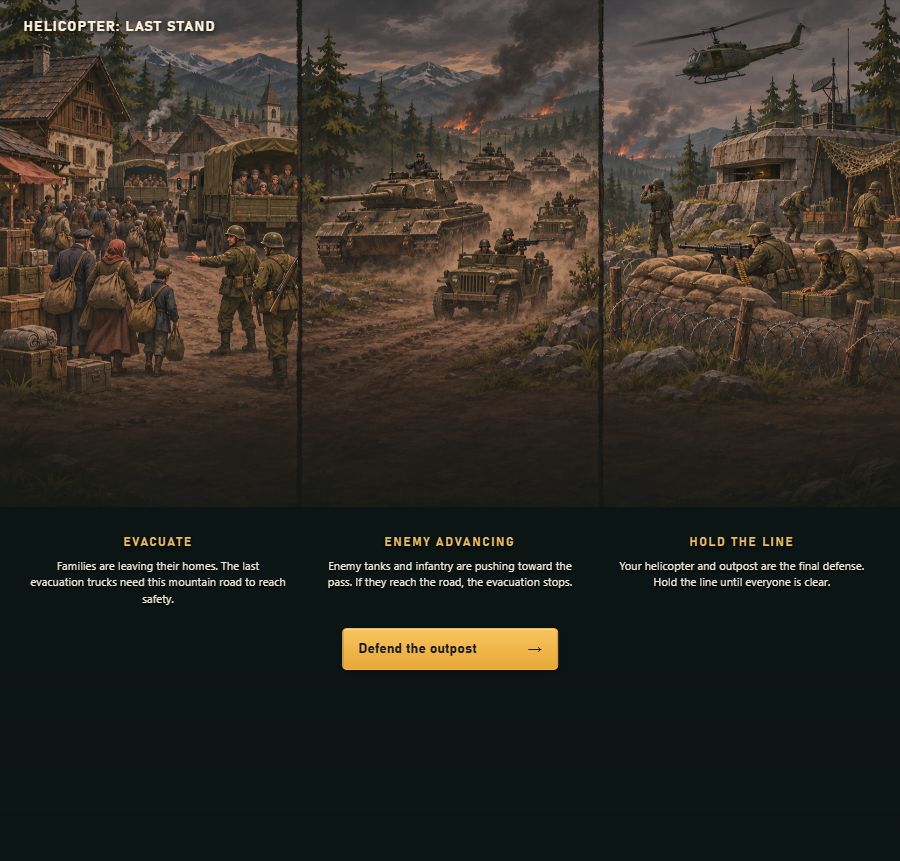 HELICOPTER: LAST STAND
EVACUATE
Families are leaving their homes. The last
evacuation trucks need this mountain road to reach
safety.
ENEMY ADVANCING
Enemy tanks and infantry are pushing toward the
pass. If they reach the road, the evacuation stops.
HOLD THE LINE
Your helicopter and outpost are the final defense.
Hold the line until everyone is clear.
Defend the outpost →